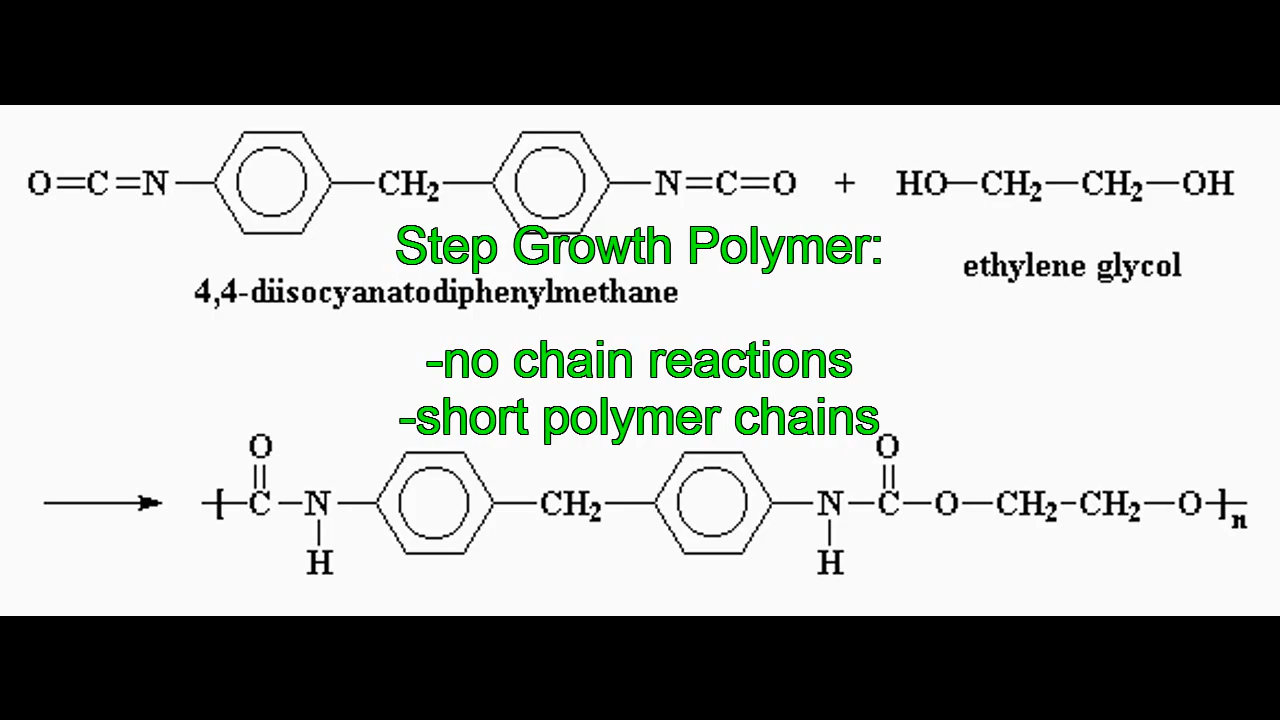 O=C=N CH₂ N=C=O + HO—CH₂—CH₂—OH
Step Growth Polymer:
ethylene glycol
4,4-diisocyanatodiphenylmethane
-no chain reactions
-short polymer chains
O O
[ C—N CH₂ N—C—O—CH₂-CH₂—O ]n
H H